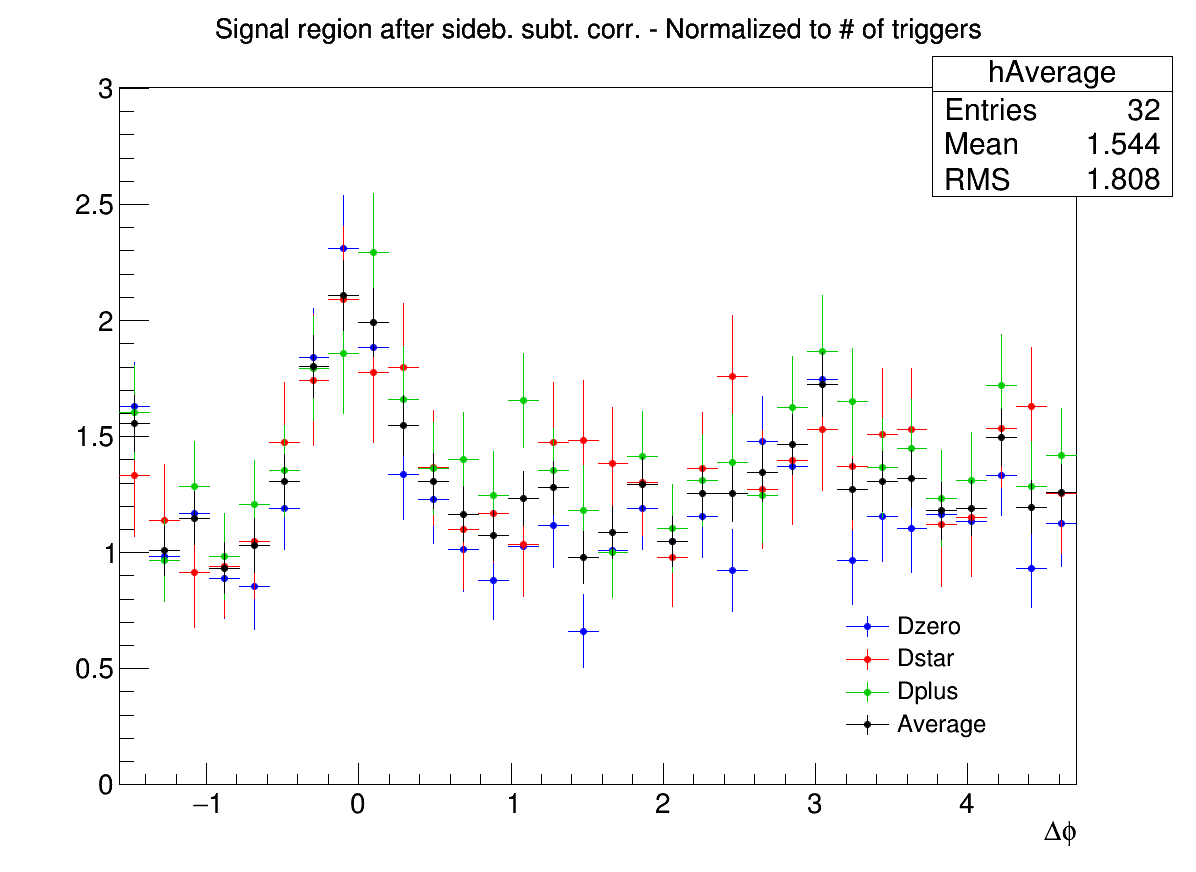 Signal region after sideb. subt. corr. - Normalized to # of triggers
hAverage
Entries 32
Mean 1.544
RMS 1.808
3
2.5
2
1.5
1
0.5
0
Dzero
Dstar
Dplus
Average
−1 0 1 2 3 4
Δϕ